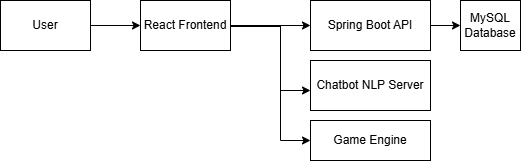 User
React Frontend
Spring Boot API
MySQL
Database
Chatbot NLP Server
Game Engine